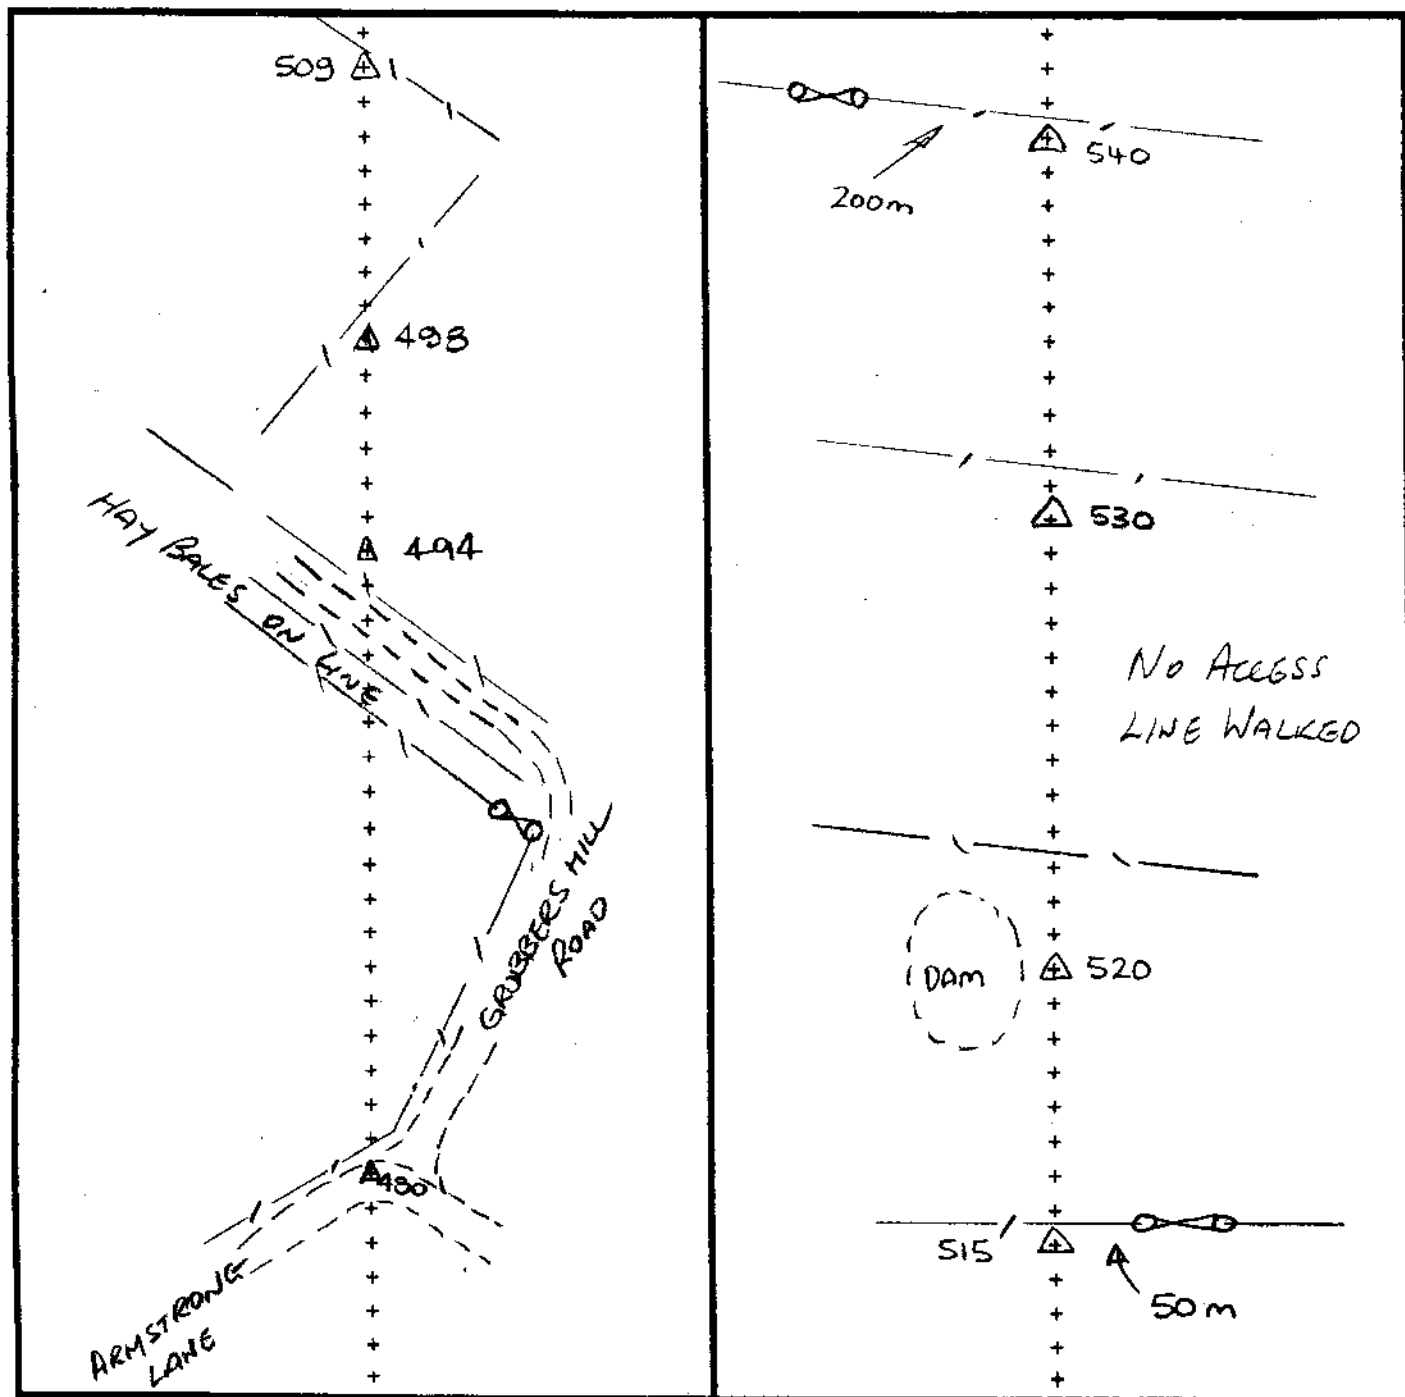 509
498
HAY BALES ON LINE
494
GRUBBERS HILL
ROAD
480
ARMSTRONG
LANE
540
200m
530
NO ACCESS
LINE WALKED
DAM
520
515
50m